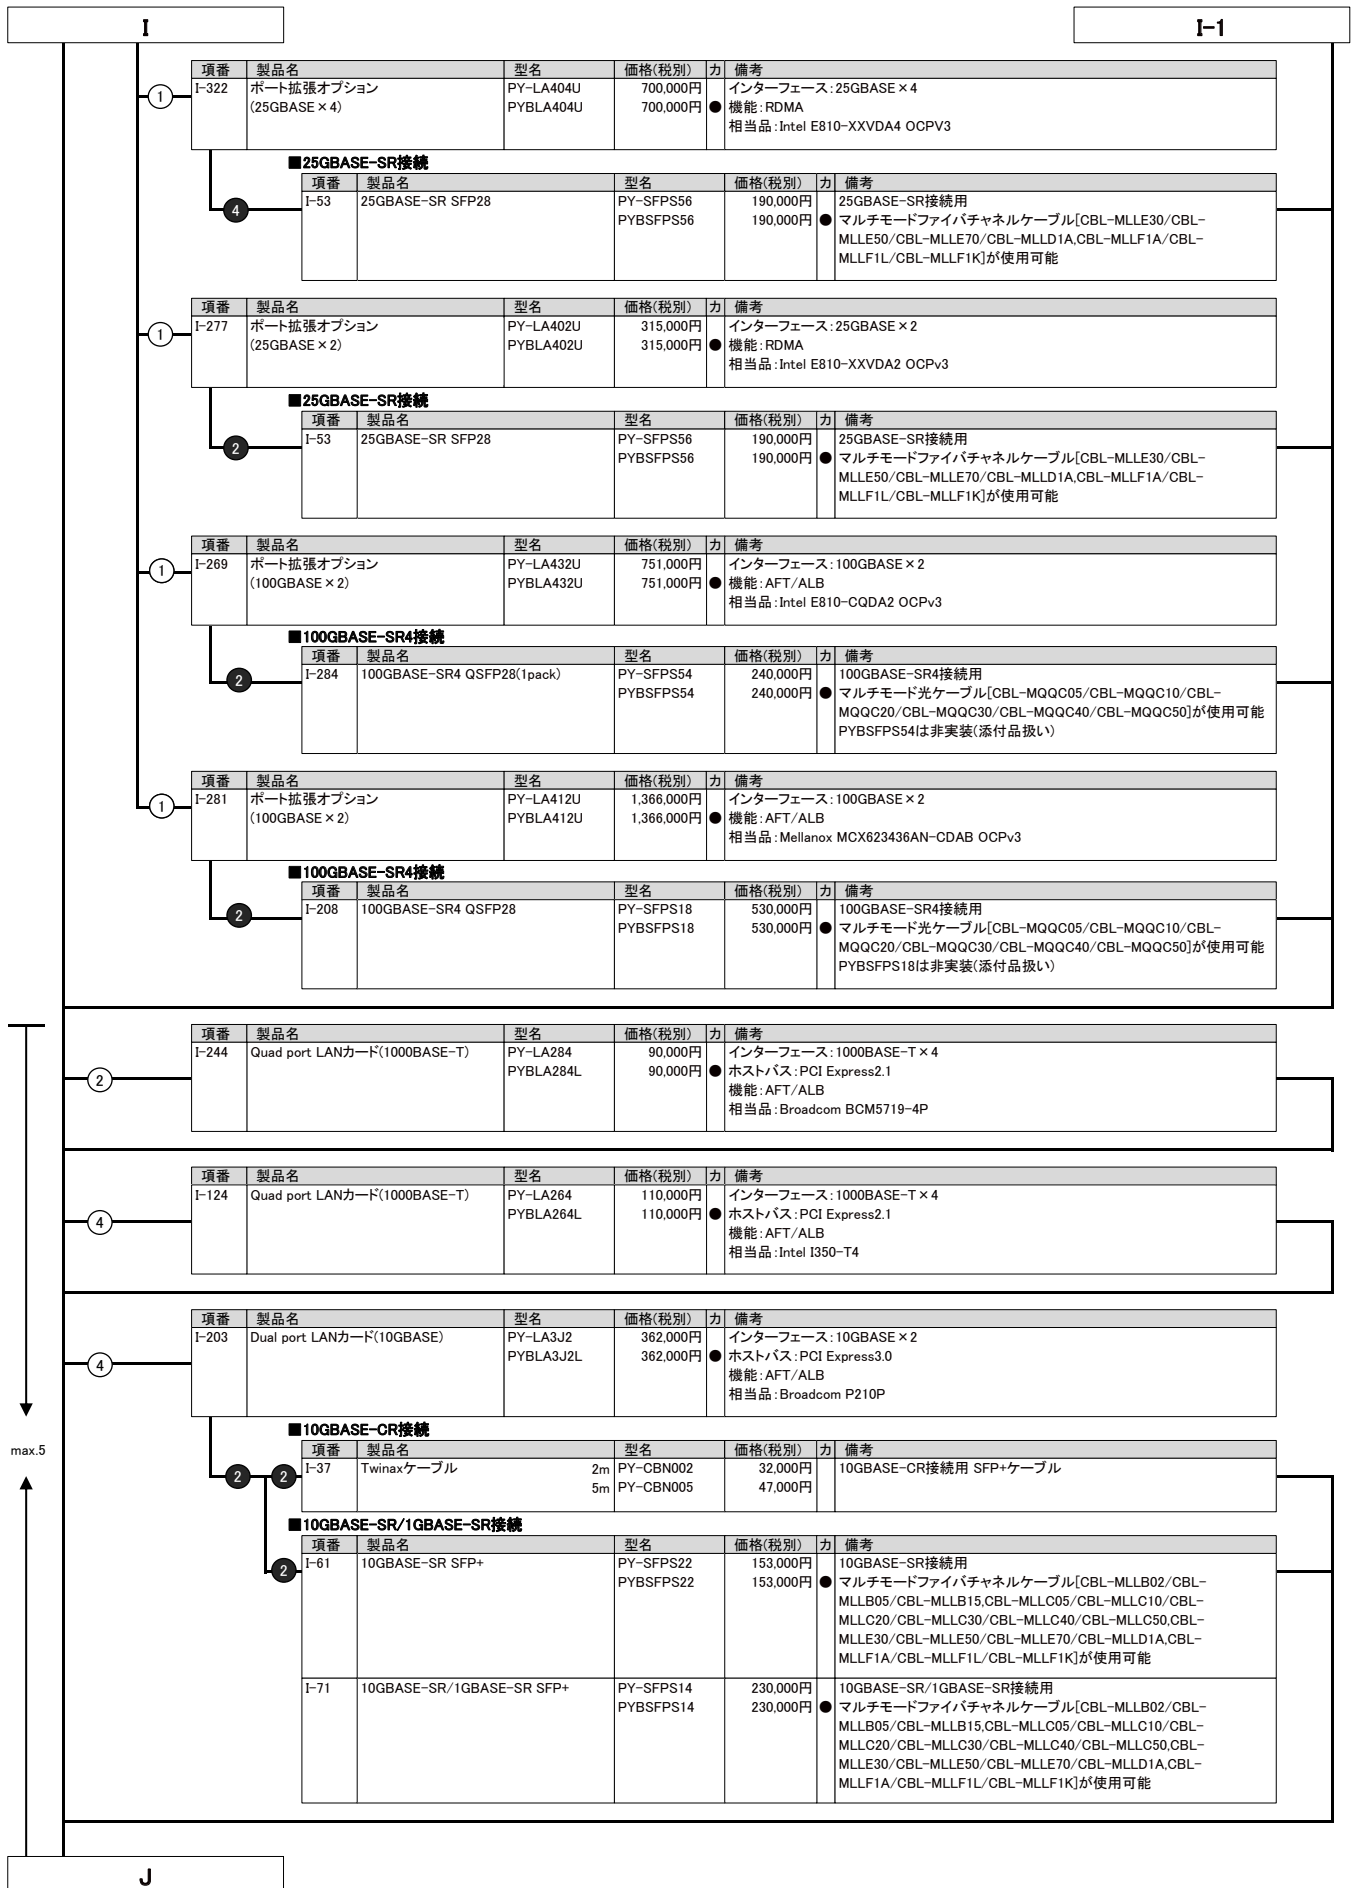 I
I-1
項番 製品名 型名 価格(税別) カ 備考
① I-322 ポート拡張オプション PY-LA404U 700,000円 インターフェース:25GBASE×4
(25GBASE×4) PYBLA404U 700,000円 ● 機能:RDMA
相当品:Intel E810-XXVDA4 OCPV3
■25GBASE-SR接続
項番 製品名 型名 価格(税別) カ 備考
4 I-53 25GBASE-SR SFP28 PY-SFPS56 190,000円 25GBASE-SR接続用
PYBSFPS56 190,000円 ● マルチモードファイバチャネルケーブル[CBL-MLLE30/CBL-
MLLE50/CBL-MLLE70/CBL-MLLD1A,CBL-MLLF1A/CBL-
MLLF1L/CBL-MLLF1K]が使用可能
項番 製品名 型名 価格(税別) カ 備考
① I-277 ポート拡張オプション PY-LA402U 315,000円 インターフェース:25GBASE×2
(25GBASE×2) PYBLA402U 315,000円 ● 機能:RDMA
相当品:Intel E810-XXVDA2 OCPv3
■25GBASE-SR接続
項番 製品名 型名 価格(税別) カ 備考
2 I-53 25GBASE-SR SFP28 PY-SFPS56 190,000円 25GBASE-SR接続用
PYBSFPS56 190,000円 ● マルチモードファイバチャネルケーブル[CBL-MLLE30/CBL-
MLLE50/CBL-MLLE70/CBL-MLLD1A,CBL-MLLF1A/CBL-
MLLF1L/CBL-MLLF1K]が使用可能
項番 製品名 型名 価格(税別) カ 備考
① I-269 ポート拡張オプション PY-LA432U 751,000円 インターフェース:100GBASE×2
(100GBASE×2) PYBLA432U 751,000円 ● 機能:AFT/ALB
相当品:Intel E810-CQDA2 OCPv3
■100GBASE-SR4接続
項番 製品名 型名 価格(税別) カ 備考
2 I-284 100GBASE-SR4 QSFP28(1pack) PY-SFPS54 240,000円 100GBASE-SR4接続用
PYBSFPS54 240,000円 ● マルチモード光ケーブル[CBL-MQQC05/CBL-MQQC10/CBL-
MQQC20/CBL-MQQC30/CBL-MQQC40/CBL-MQQC50]が使用可能
PYBSFPS54は非実装(添付品扱い)
項番 製品名 型名 価格(税別) カ 備考
① I-281 ポート拡張オプション PY-LA412U 1,366,000円 インターフェース:100GBASE×2
(100GBASE×2) PYBLA412U 1,366,000円 ● 機能:AFT/ALB
相当品:Mellanox MCX623436AN-CDAB OCPv3
■100GBASE-SR4接続
項番 製品名 型名 価格(税別) カ 備考
2 I-208 100GBASE-SR4 QSFP28 PY-SFPS18 530,000円 100GBASE-SR4接続用
PYBSFPS18 530,000円 ● マルチモード光ケーブル[CBL-MQQC05/CBL-MQQC10/CBL-
MQQC20/CBL-MQQC30/CBL-MQQC40/CBL-MQQC50]が使用可能
PYBSFPS18は非実装(添付品扱い)
項番 製品名 型名 価格(税別) カ 備考
② I-244 Quad port LANカード(1000BASE-T) PY-LA284 90,000円 インターフェース:1000BASE-T×4
PYBLA284L 90,000円 ● ホストバス:PCI Express2.1
機能:AFT/ALB
相当品:Broadcom BCM5719-4P
項番 製品名 型名 価格(税別) カ 備考
④ I-124 Quad port LANカード(1000BASE-T) PY-LA264 110,000円 インターフェース:1000BASE-T×4
PYBLA264L 110,000円 ● ホストバス:PCI Express2.1
機能:AFT/ALB
相当品:Intel I350-T4
項番 製品名 型名 価格(税別) カ 備考
④ I-203 Dual port LANカード(10GBASE) PY-LA3J2 362,000円 インターフェース:10GBASE×2
PYBLA3J2L 362,000円 ● ホストバス:PCI Express3.0
機能:AFT/ALB
相当品:Broadcom P210P
max.5
■10GBASE-CR接続
項番 製品名 型名 価格(税別) カ 備考
2 2 I-37 Twinaxケーブル 2m PY-CBN002 32,000円 10GBASE-CR接続用 SFP+ケーブル
5m PY-CBN005 47,000円
■10GBASE-SR/1GBASE-SR接続
項番 製品名 型名 価格(税別) カ 備考
2 I-61 10GBASE-SR SFP+ PY-SFPS22 153,000円 10GBASE-SR接続用
PYBSFPS22 153,000円 ● マルチモードファイバチャネルケーブル[CBL-MLLB02/CBL-
MLLB05/CBL-MLLB15,CBL-MLLC05/CBL-MLLC10/CBL-
MLLC20/CBL-MLLC30/CBL-MLLC40/CBL-MLLC50,CBL-
MLLE30/CBL-MLLE50/CBL-MLLE70/CBL-MLLD1A,CBL-
MLLF1A/CBL-MLLF1L/CBL-MLLF1K]が使用可能
I-71 10GBASE-SR/1GBASE-SR SFP+ PY-SFPS14 230,000円 10GBASE-SR/1GBASE-SR接続用
PYBSFPS14 230,000円 ● マルチモードファイバチャネルケーブル[CBL-MLLB02/CBL-
MLLB05/CBL-MLLB15,CBL-MLLC05/CBL-MLLC10/CBL-
MLLC20/CBL-MLLC30/CBL-MLLC40/CBL-MLLC50,CBL-
MLLE30/CBL-MLLE50/CBL-MLLE70/CBL-MLLD1A,CBL-
MLLF1A/CBL-MLLF1L/CBL-MLLF1K]が使用可能
J